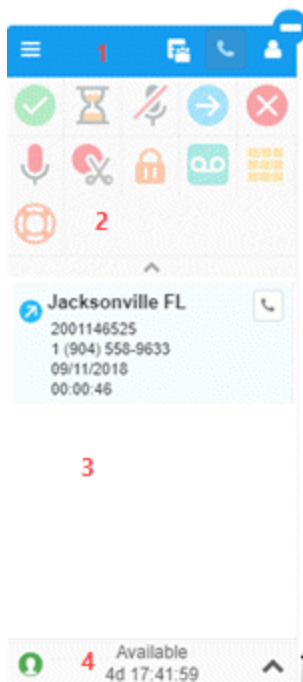 1
2
Jacksonville FL
2001146525
1 (904) 558-9633
09/11/2018
00:00:46
3
4 Available
4d 17:41:59